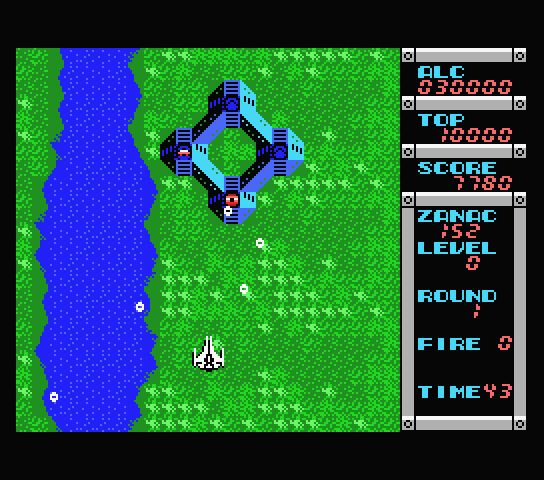 ALC
030000
TOP
10000
SCORE
7780
ZANAC
152
LEVEL
0
ROUND
1
FIRE 0
TIME 43